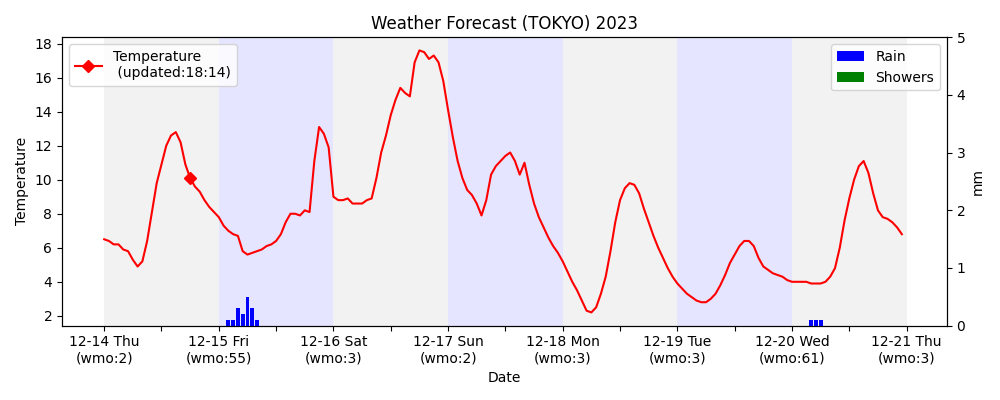 Weather Forecast (TOKYO) 2023
Temperature
(updated:18:14)
Rain
Showers
18
16
14
12
10
8
6
4
2
Temperature
5
4
3
2
1
0
mm
12-14 Thu 12-15 Fri 12-16 Sat 12-17 Sun 12-18 Mon 12-19 Tue 12-20 Wed 12-21 Thu
(wmo:2) (wmo:55) (wmo:3) (wmo:2) (wmo:3) (wmo:3) (wmo:61) (wmo:3)
Date